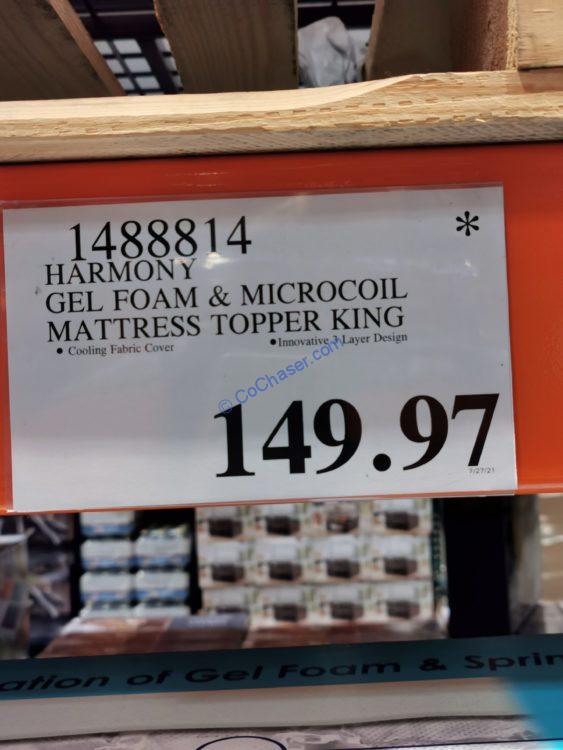 1488814
*
HARMONY
GEL FOAM & MICROCOIL
MATTRESS TOPPER KING
• Cooling Fabric Cover
• Innovative 3 Layer Design
© CoChaser.com
149.97
7/27/21
ation of Gel Foam & Sprin